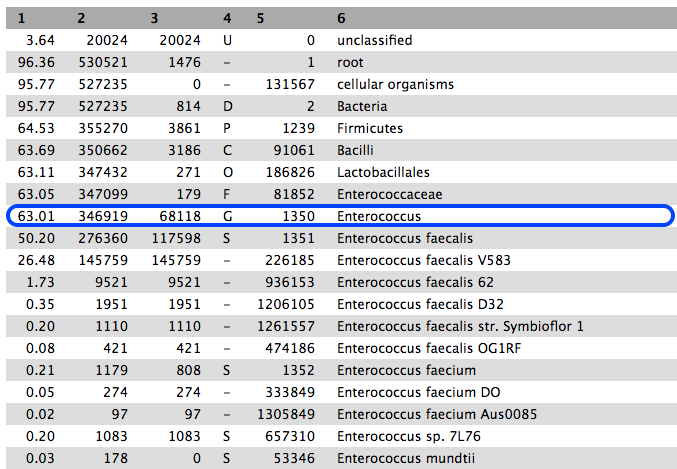 1 2 3 4 5 6
3.64 20024 20024 U 0 unclassified
96.36 530521 1476 – 1 root
95.77 527235 0 – 131567 cellular organisms
95.77 527235 814 D 2 Bacteria
64.53 355270 3861 P 1239 Firmicutes
63.69 350662 3186 C 91061 Bacilli
63.11 347432 271 O 186826 Lactobacillales
63.05 347099 179 F 81852 Enterococcaceae
63.01 346919 68118 G 1350 Enterococcus
50.20 276360 117598 S 1351 Enterococcus faecalis
26.48 145759 145759 – 226185 Enterococcus faecalis V583
1.73 9521 9521 – 936153 Enterococcus faecalis 62
0.35 1951 1951 – 1206105 Enterococcus faecalis D32
0.20 1110 1110 – 1261557 Enterococcus faecalis str. Symbioflor 1
0.08 421 421 – 474186 Enterococcus faecalis OG1RF
0.21 1179 808 S 1352 Enterococcus faecium
0.05 274 274 – 333849 Enterococcus faecium DO
0.02 97 97 – 1305849 Enterococcus faecium Aus0085
0.20 1083 1083 S 657310 Enterococcus sp. 7L76
0.03 178 0 S 53346 Enterococcus mundtii